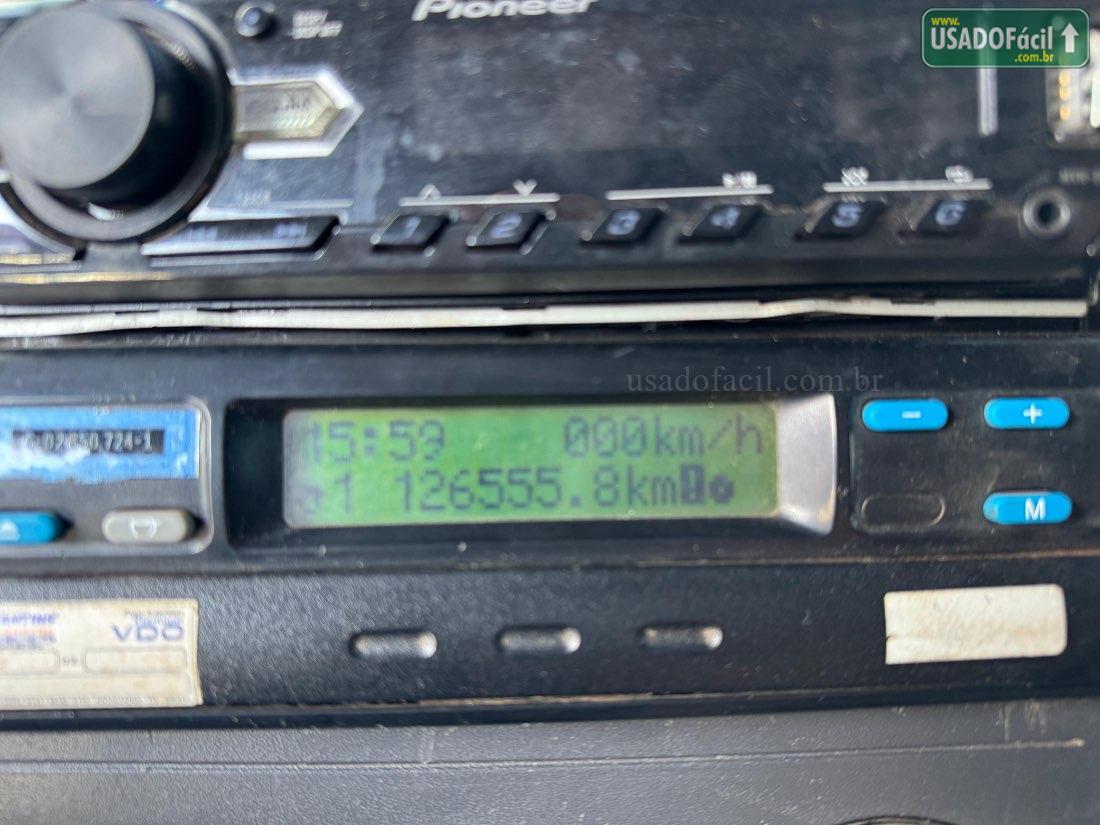 Pioneer
www.
USADOFácil
.com.br
1 2 3 4 5 6
usadofacil.com.br
15:59 000km/h
1 126555.8km
- +
M
VDO